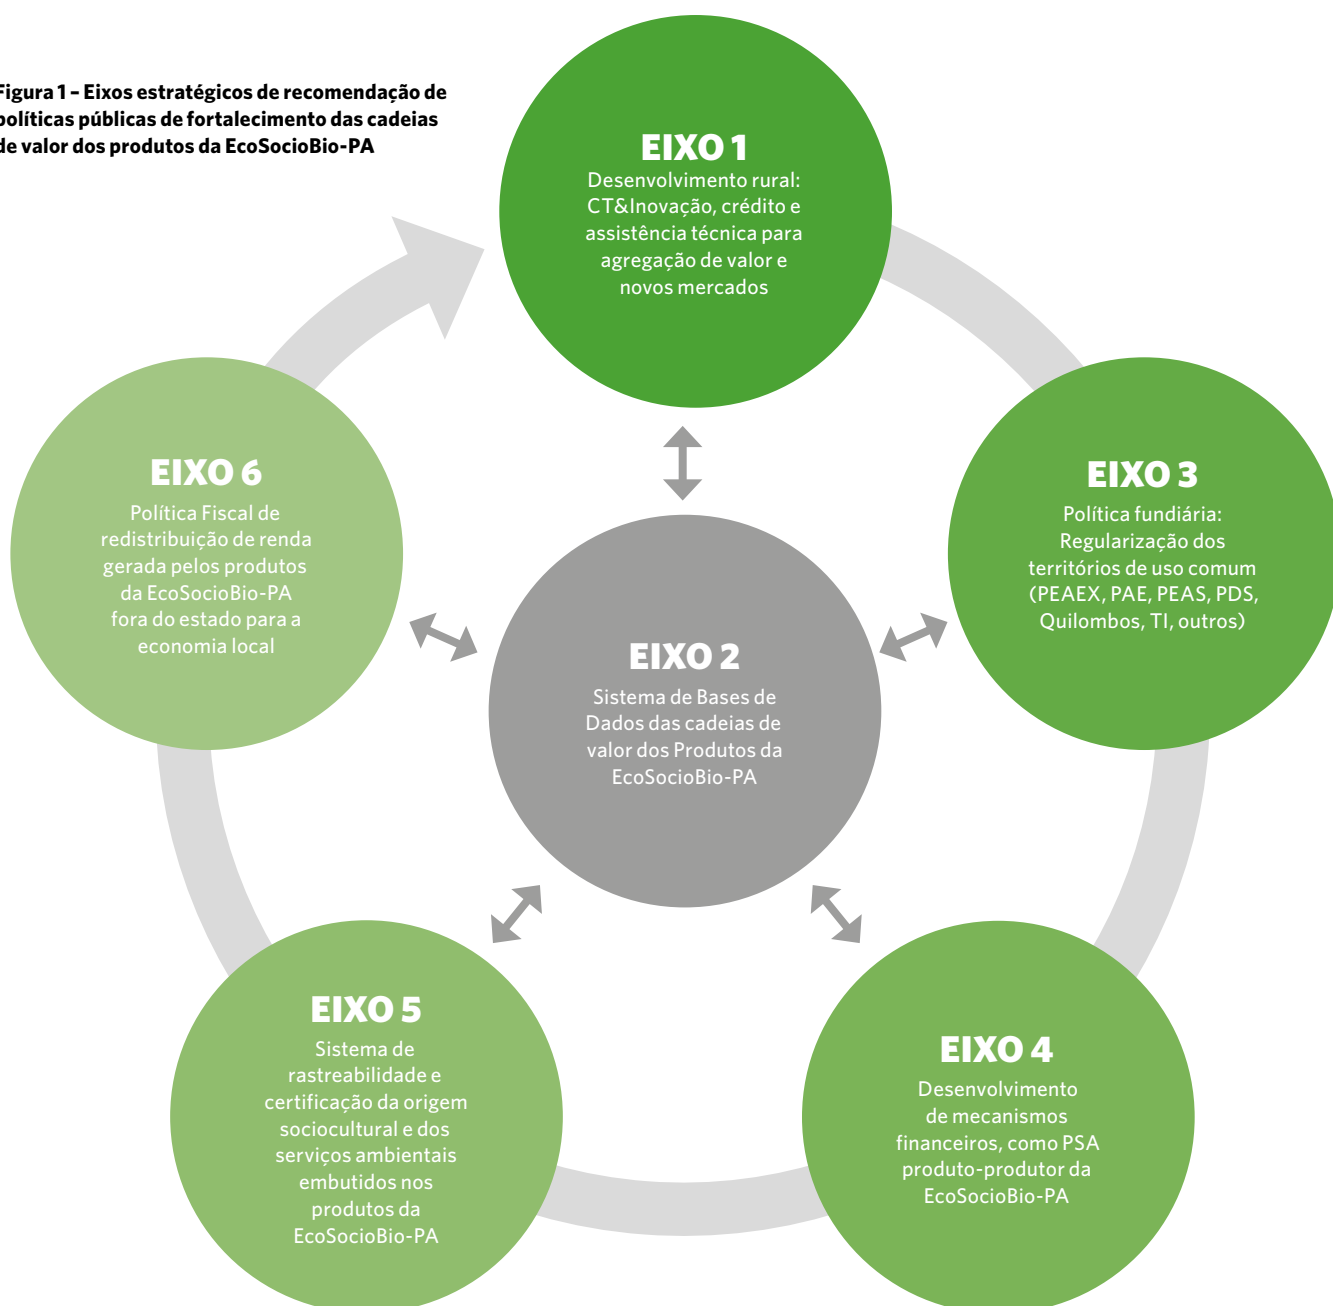 Figura 1 – Eixos estratégicos de recomendação de
políticas públicas de fortalecimento das cadeias
de valor dos produtos da EcoSocioBio-PA
EIXO 1
Desenvolvimento rural:
CT&Inovação, crédito e
assistência técnica para
agregação de valor e
novos mercados
EIXO 3
Política fundiária:
Regularização dos
territórios de uso comum
(PEAEX, PAE, PEAS, PDS,
Quilombos, TI, outros)
EIXO 6
Política Fiscal de
redistribuição de renda
gerada pelos produtos
da EcoSocioBio-PA
fora do estado para a
economia local
EIXO 2
Sistema de Bases de
Dados das cadeias de
valor dos Produtos da
EcoSocioBio-PA
EIXO 5
Sistema de
rastreabilidade e
certificação da origem
sociocultural e dos
serviços ambientais
embutidos nos
produtos da
EcoSocioBio-PA
EIXO 4
Desenvolvimento
de mecanismos
financeiros, como PSA
produto-produtor da
EcoSocioBio-PA